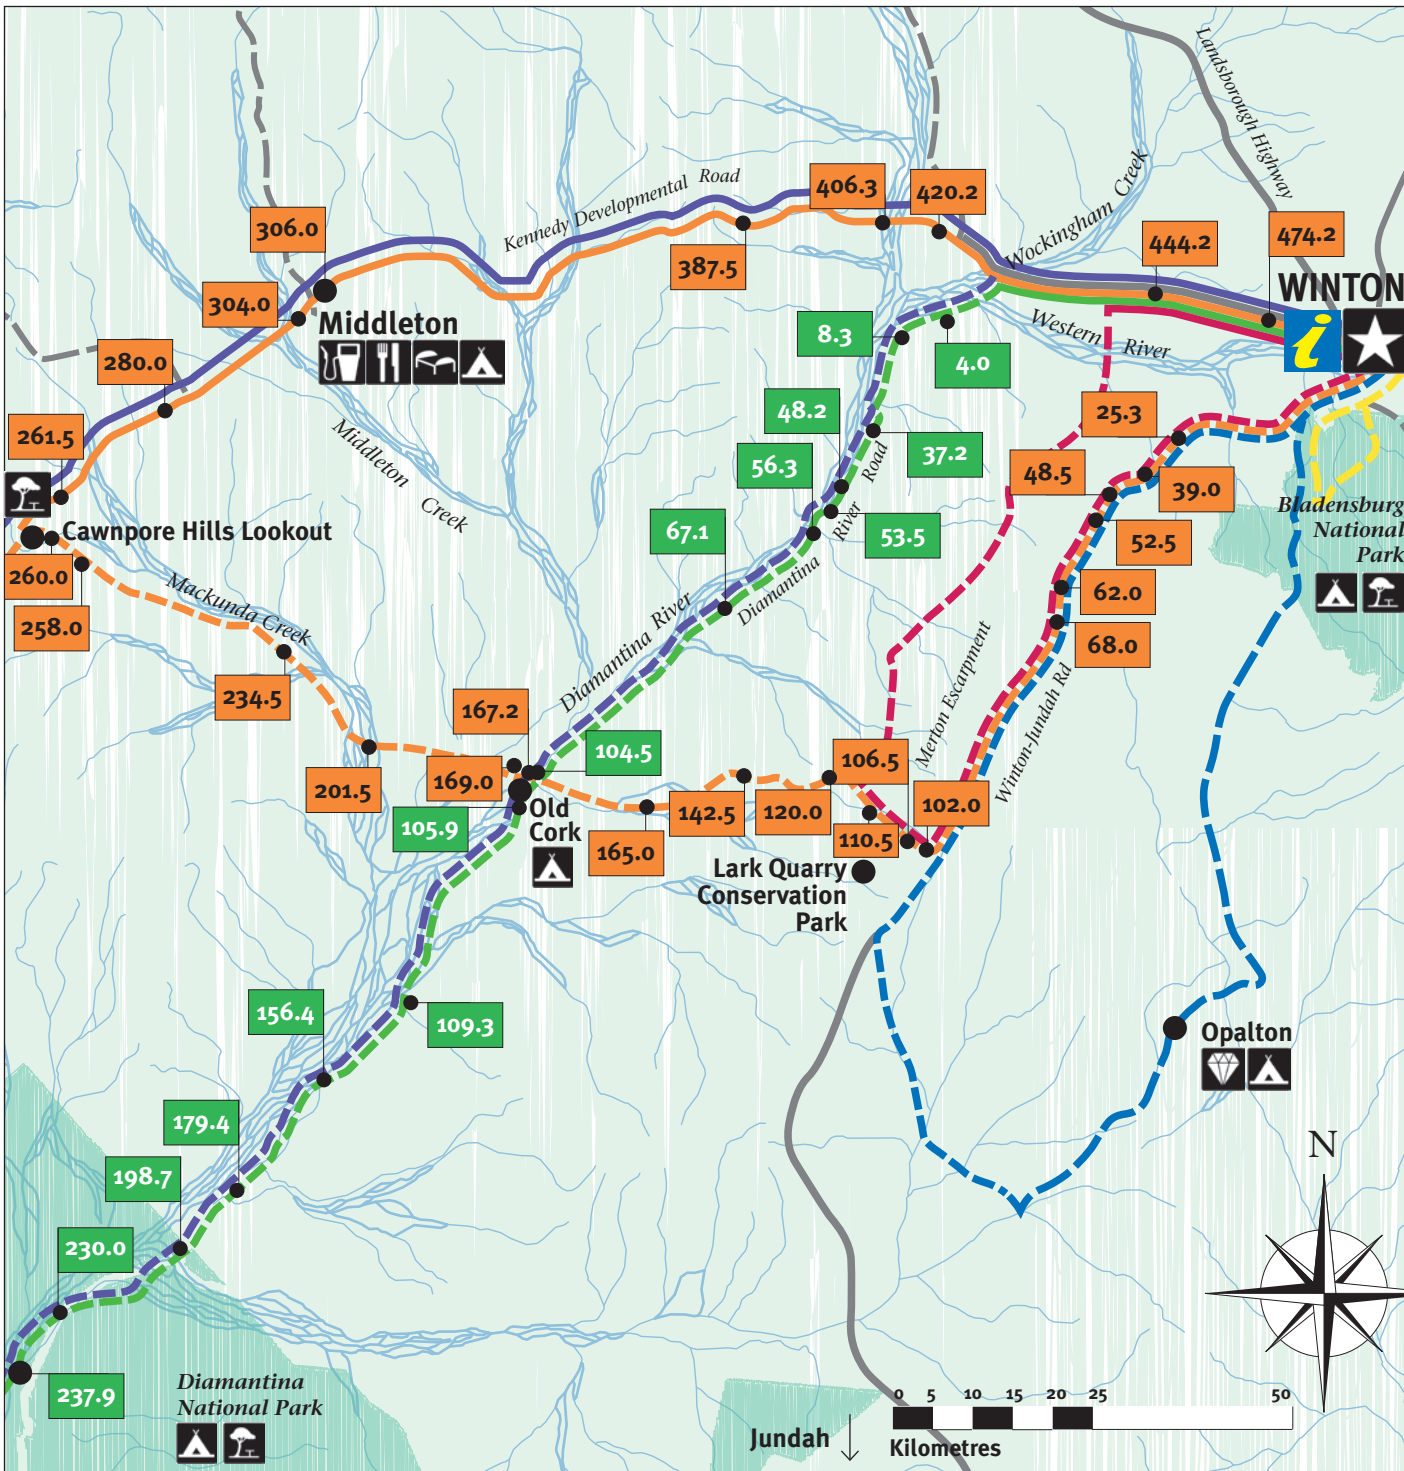 Landsborough Highway
Wockingham Creek
Kennedy Developmental Road
406.3
420.2
306.0
387.5
444.2
474.2
WINTON
i
304.0
Middleton
Western River
8.3
4.0
280.0
48.2
25.3
261.5
Middleton Creek
56.3
37.2
48.5
39.0
Bladensburg
National
Park
Cawnpore Hills Lookout
67.1
53.5
52.5
260.0
Mackunda Creek
Diamantina River Road
62.0
258.0
Diamantina River
68.0
234.5
Merton Escarpment
Winton-Jundah Rd
167.2
104.5
106.5
169.0
201.5
142.5
120.0
102.0
105.9
Old
Cork
165.0
110.5
Lark Quarry
Conservation
Park
156.4
109.3
Opalton
179.4
N
198.7
230.0
237.9
Diamantina
National Park
Jundah
0 5 10 15 20 25 50
Kilometres